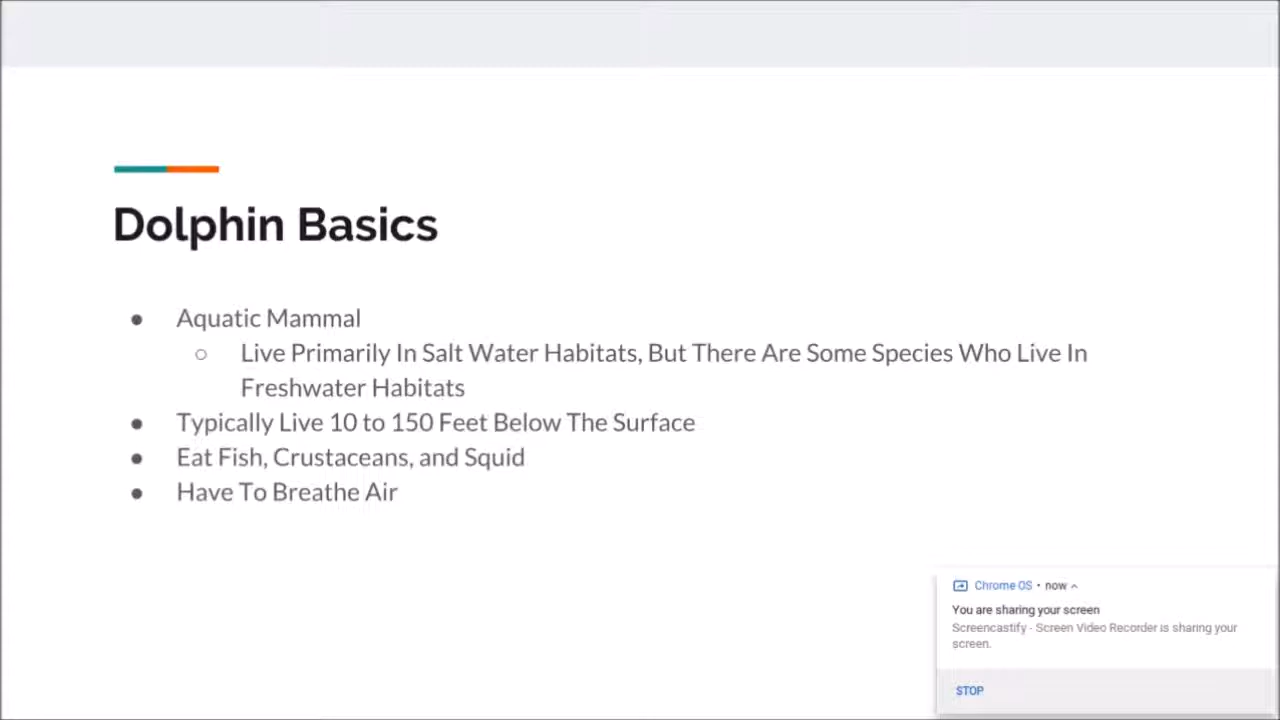 Dolphin Basics
● Aquatic Mammal
○ Live Primarily In Salt Water Habitats, But There Are Some Species Who Live In
Freshwater Habitats
● Typically Live 10 to 150 Feet Below The Surface
● Eat Fish, Crustaceans, and Squid
● Have To Breathe Air
Chrome OS • now
You are sharing your screen
Screencastify - Screen Video Recorder is sharing your
screen.
STOP